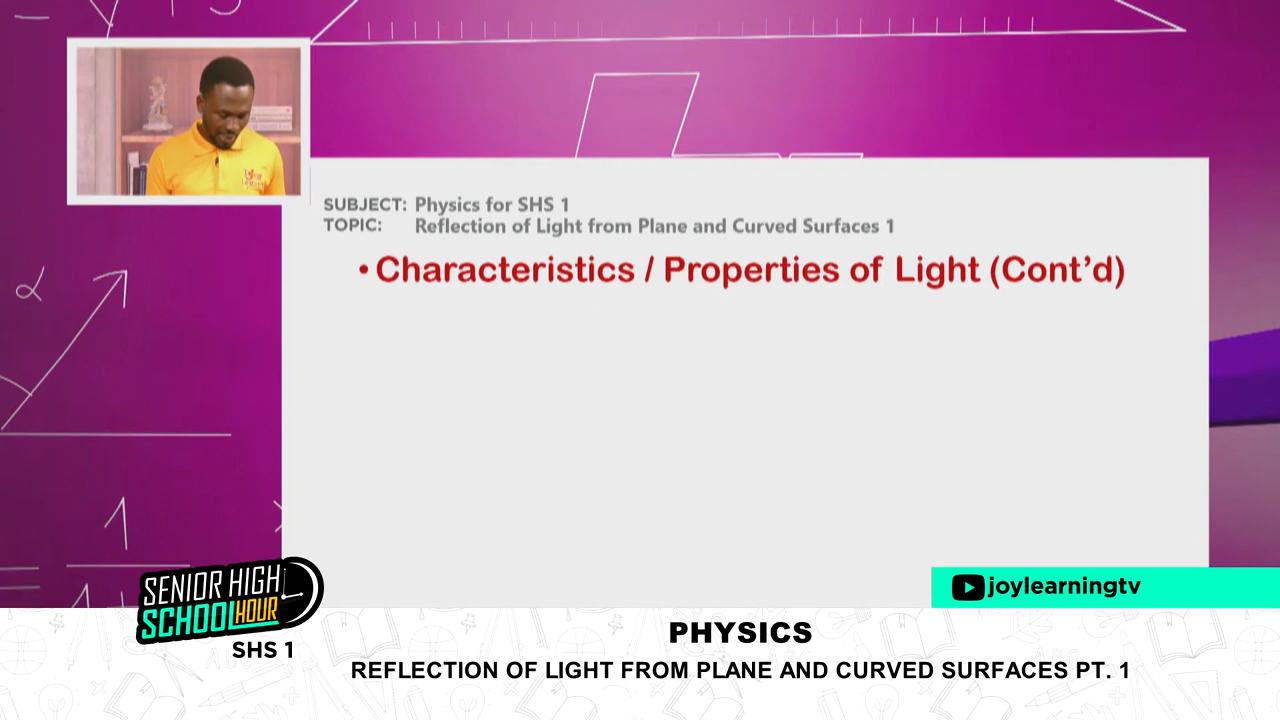 SUBJECT: Physics for SHS 1
TOPIC: Reflection of Light from Plane and Curved Surfaces 1
• Characteristics / Properties of Light (Cont'd)
α
1
SENIOR HIGH
SCHOOL HOUR
SHS 1
joylearningtv
PHYSICS
REFLECTION OF LIGHT FROM PLANE AND CURVED SURFACES PT. 1